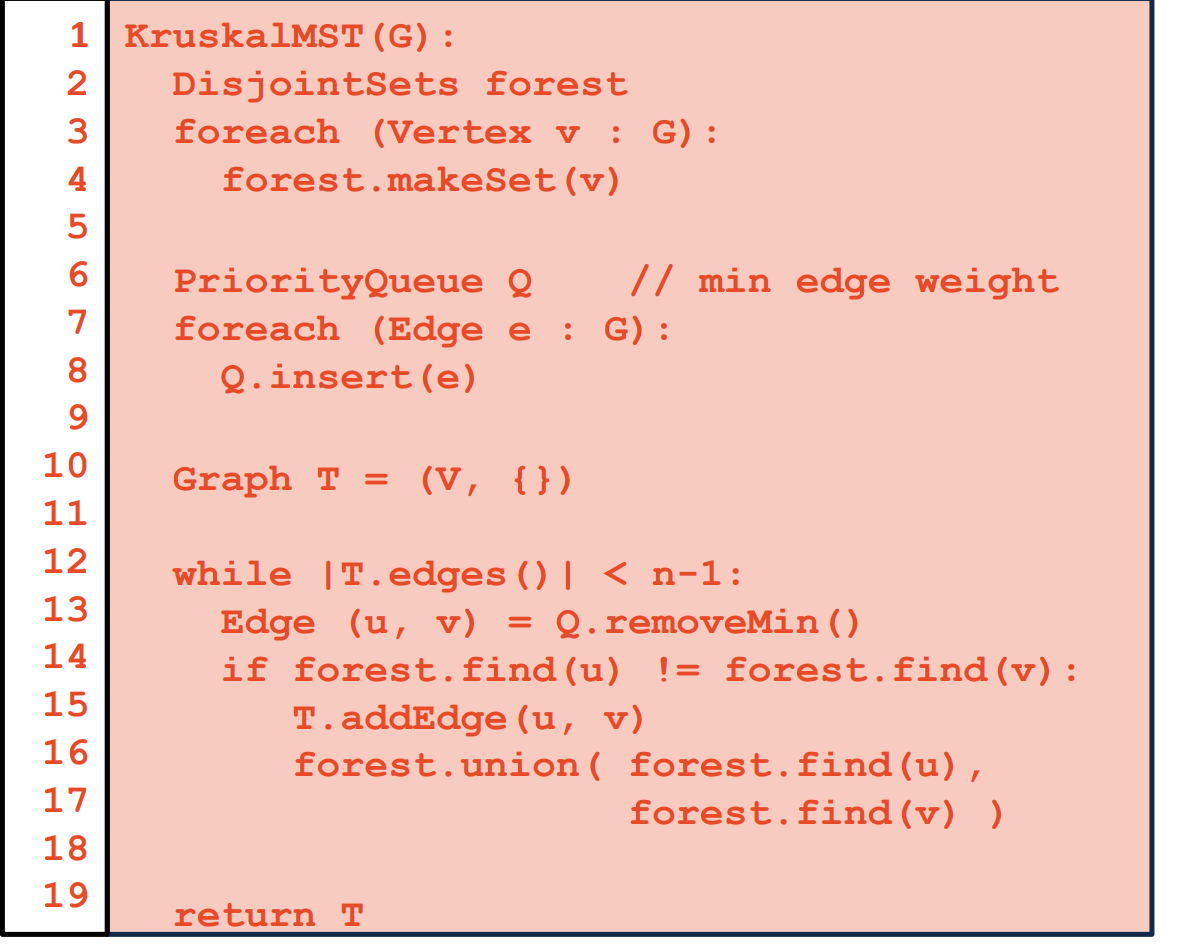 1 KruskalMST(G):
2   DisjointSets forest
3   foreach (Vertex v : G):
4     forest.makeSet(v)
5
6   PriorityQueue Q    // min edge weight
7   foreach (Edge e : G):
8     Q.insert(e)
9
10   Graph T = (V, {})
11
12   while |T.edges()| < n-1:
13     Edge (u, v) = Q.removeMin()
14     if forest.find(u) != forest.find(v):
15        T.addEdge(u, v)
16        forest.union( forest.find(u),
17                      forest.find(v) )
18
19   return T